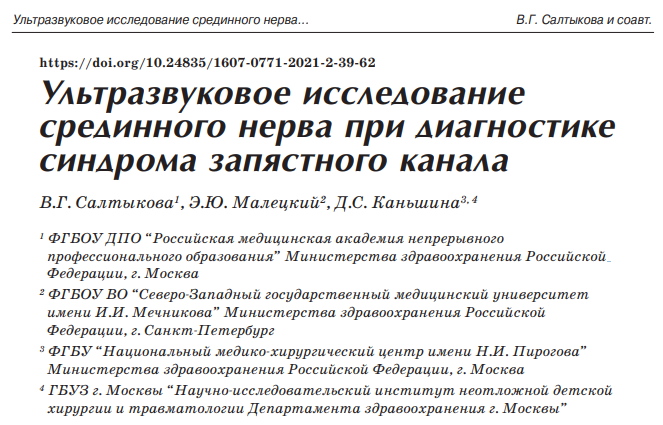 Ультразвуковое исследование срединного нерва...
В.Г. Салтыкова и соавт.
https://doi.org/10.24835/1607-0771-2021-2-39-62
Ультразвуковое исследование
срединного нерва при диагностике
синдрома запястного канала
В.Г. Салтыкова¹, Э.Ю. Малецкий², Д.С. Каньшина³,⁴
¹ ФГБОУ ДПО “Российская медицинская академия непрерывного
профессионального образования” Министерства здравоохранения Российской
Федерации, г. Москва
² ФГБОУ ВО “Северо-Западный государственный медицинский университет
имени И.И. Мечникова” Министерства здравоохранения Российской
Федерации, г. Санкт-Петербург
³ ФГБУ “Национальный медико-хирургический центр имени Н.И. Пирогова”
Министерства здравоохранения Российской Федерации, г. Москва
⁴ ГБУЗ г. Москвы “Научно-исследовательский институт неотложной детской
хирургии и травматологии Департамента здравоохранения г. Москвы”